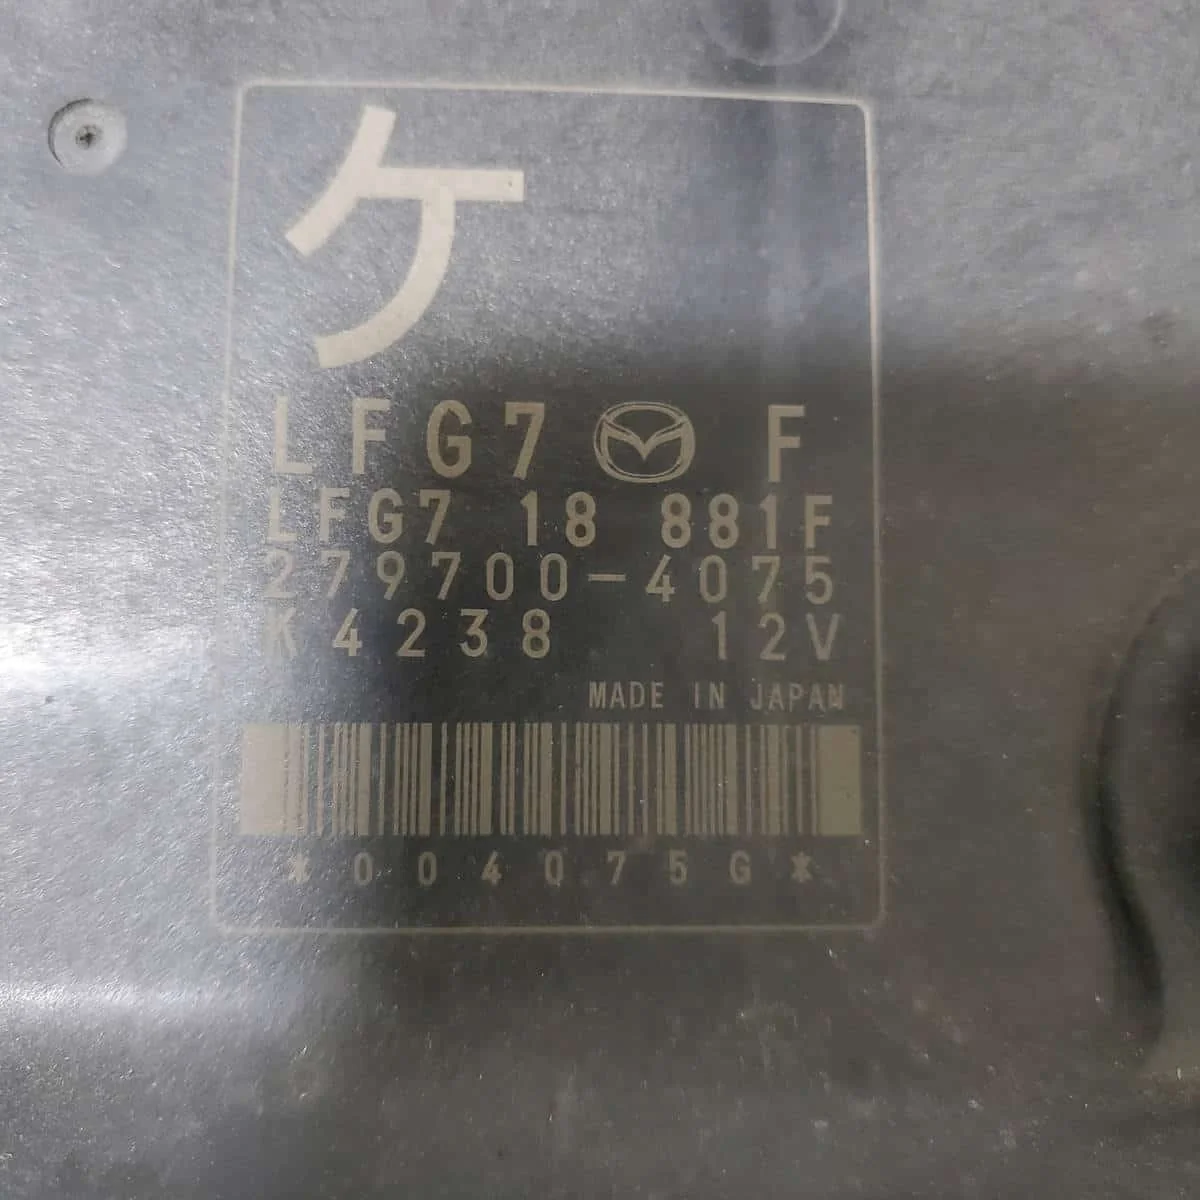 ケ
LFG7 F
LFG7 18 881F
279700-4075
K4238 12V
MADE IN JAPAN
*004075G*